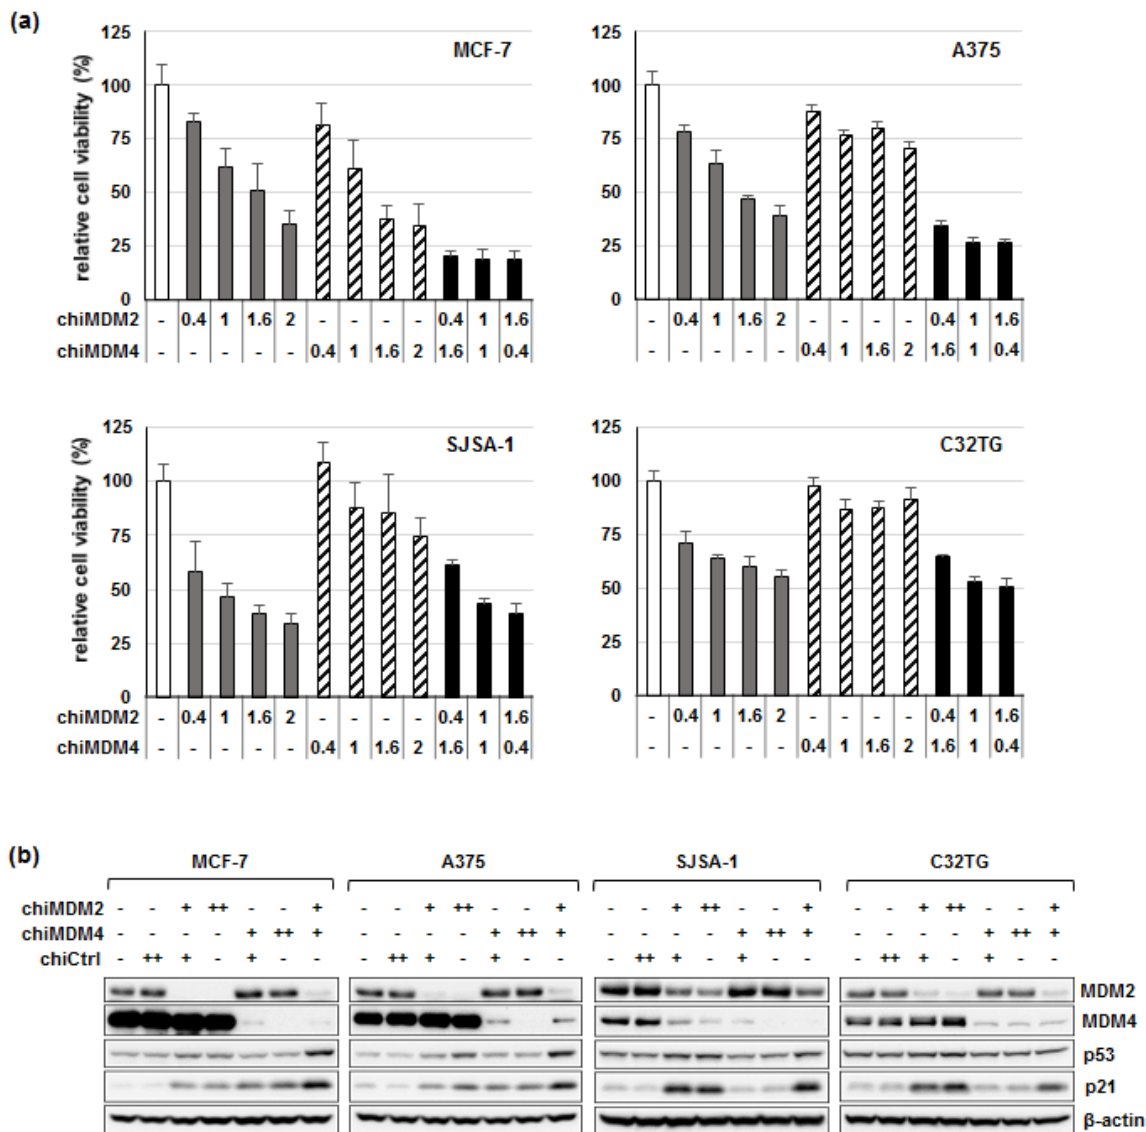 (a)
125
100
75
50
25
0
relative cell viability (%)
MCF-7
chiMDM2 - 0.4 1 1.6 2 - - - - 0.4 1 1.6
chiMDM4 - - - - - 0.4 1 1.6 2 1.6 1 0.4
125
100
75
50
25
0
A375
- 0.4 1 1.6 2 - - - - 0.4 1 1.6
- - - - - 0.4 1 1.6 2 1.6 1 0.4
125
100
75
50
25
0
relative cell viability (%)
SJSA-1
chiMDM2 - 0.4 1 1.6 2 - - - - 0.4 1 1.6
chiMDM4 - - - - - 0.4 1 1.6 2 1.6 1 0.4
125
100
75
50
25
0
C32TG
- 0.4 1 1.6 2 - - - - 0.4 1 1.6
- - - - - 0.4 1 1.6 2 1.6 1 0.4
(b)
MCF-7 A375 SJSA-1 C32TG
chiMDM2 - - + ++ - - + - - + ++ - - + - - + ++ - - + - - + ++ - - +
chiMDM4 - - - - + ++ + - - - - + ++ + - - - - + ++ + - - - - + ++ +
chiCtrl - ++ + - + - - - ++ + - + - - - ++ + - + - - - ++ + - + - -
MDM2
MDM4
p53
p21
β-actin